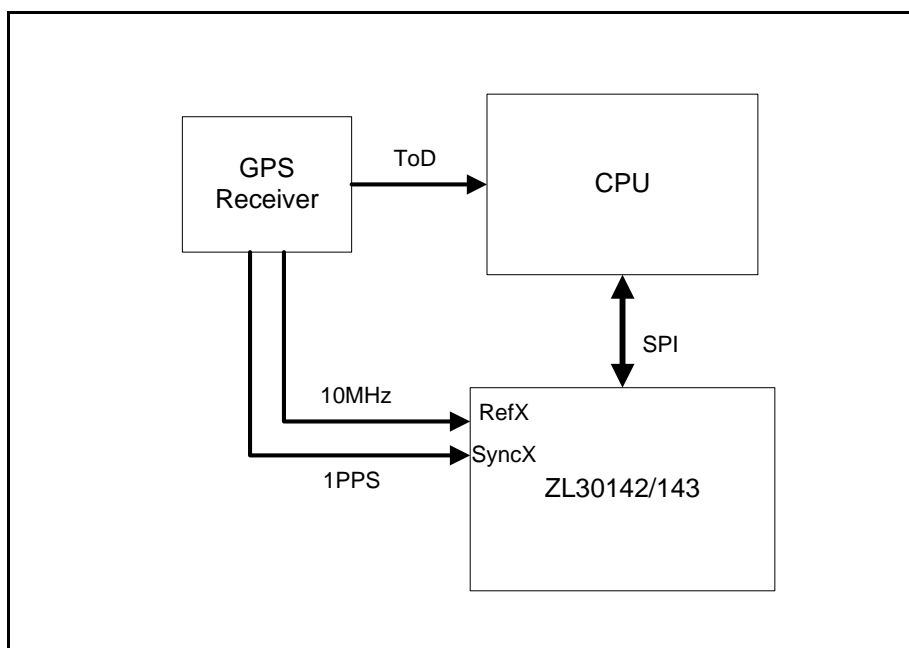 GPS
Receiver
ToD
CPU
SPI
10MHz
RefX
SyncX
1PPS
ZL30142/143